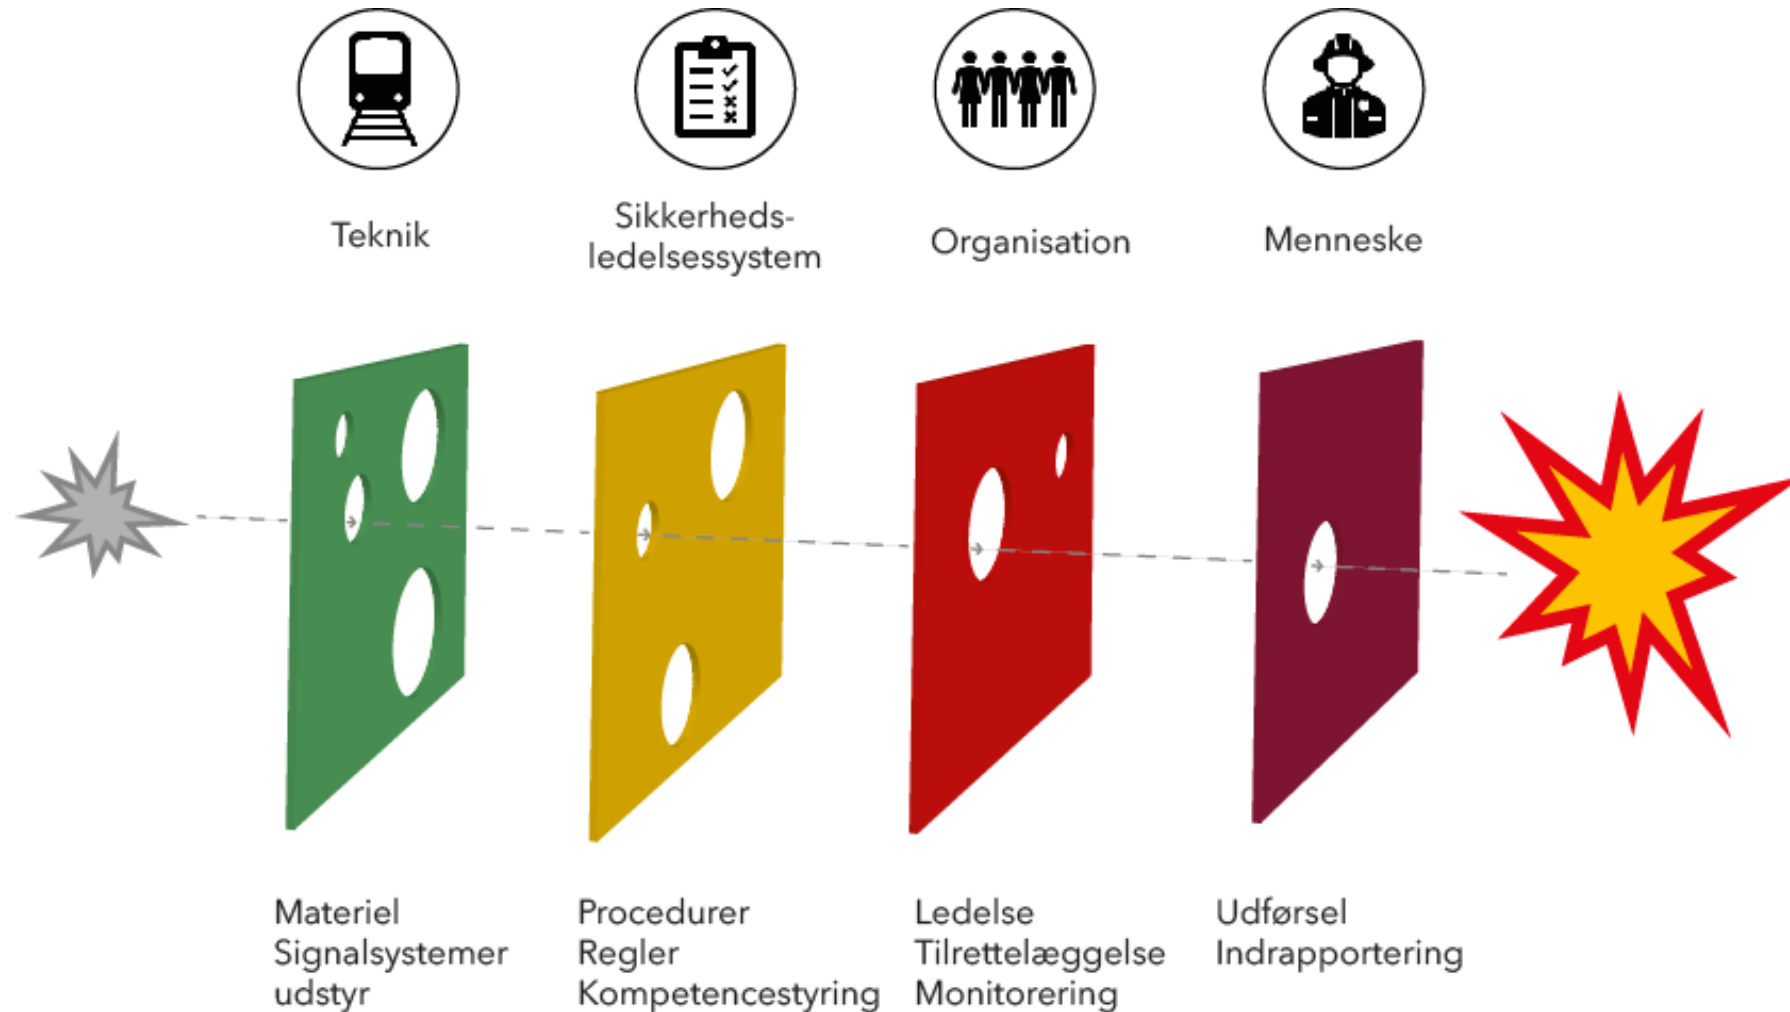 Teknik
Sikkerheds-
ledelsessystem
Organisation
Menneske
Materiel
Signalsystemer
udstyr
Procedurer
Regler
Kompetencestyring
Ledelse
Tilrettelæggelse
Monitorering
Udførsel
Indrapportering